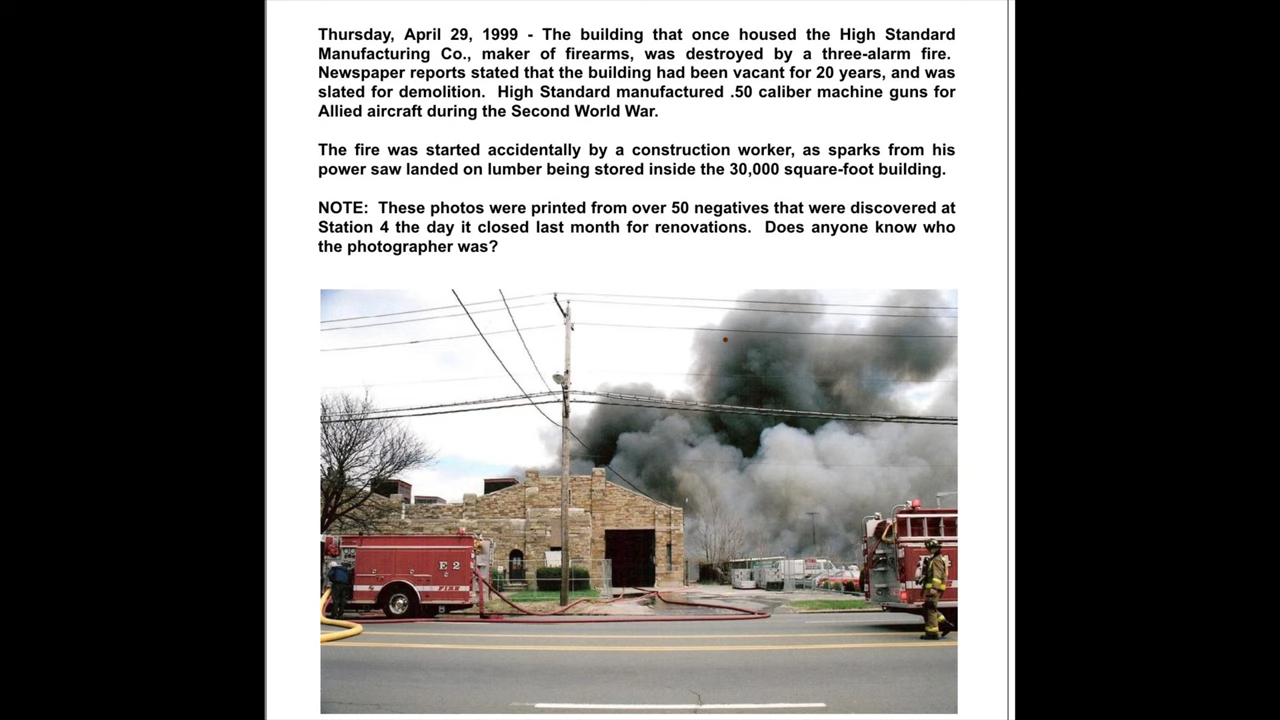 Thursday, April 29, 1999 - The building that once housed the High Standard
Manufacturing Co., maker of firearms, was destroyed by a three-alarm fire.
Newspaper reports stated that the building had been vacant for 20 years, and was
slated for demolition. High Standard manufactured .50 caliber machine guns for
Allied aircraft during the Second World War.
The fire was started accidentally by a construction worker, as sparks from his
power saw landed on lumber being stored inside the 30,000 square-foot building.
NOTE: These photos were printed from over 50 negatives that were discovered at
Station 4 the day it closed last month for renovations. Does anyone know who
the photographer was?
E 2
FIRE